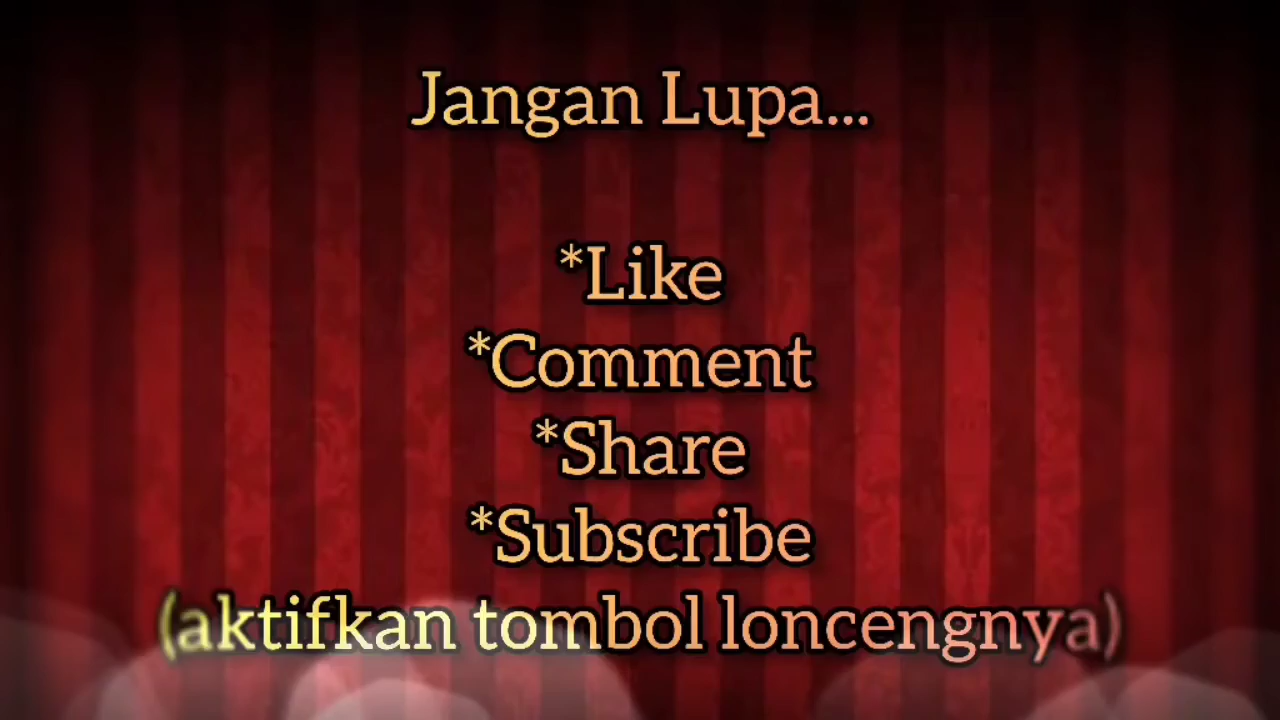 Jangan Lupa...
*Like
*Comment
*Share
*Subscribe
(aktifkan tombol loncengnya)